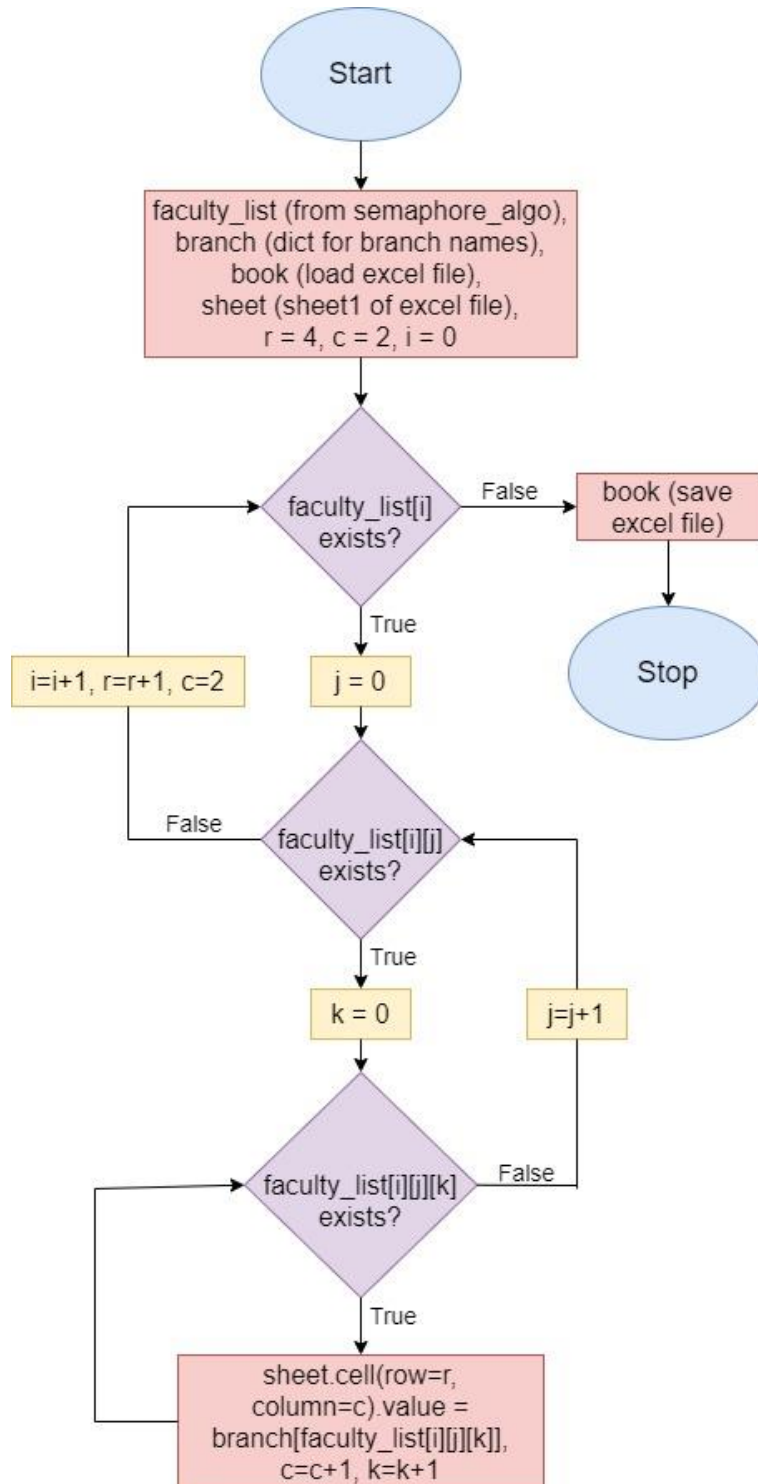 Start
faculty_list (from semaphore_algo),
branch (dict for branch names),
book (load excel file),
sheet (sheet1 of excel file),
r = 4, c = 2, i = 0
faculty_list[i]
exists?
False
book (save
excel file)
Stop
True
i=i+1, r=r+1, c=2
j = 0
faculty_list[i][j]
exists?
False
True
k = 0
j=j+1
faculty_list[i][j][k]
exists?
False
True
sheet.cell(row=r,
column=c).value =
branch[faculty_list[i][j][k]],
c=c+1, k=k+1